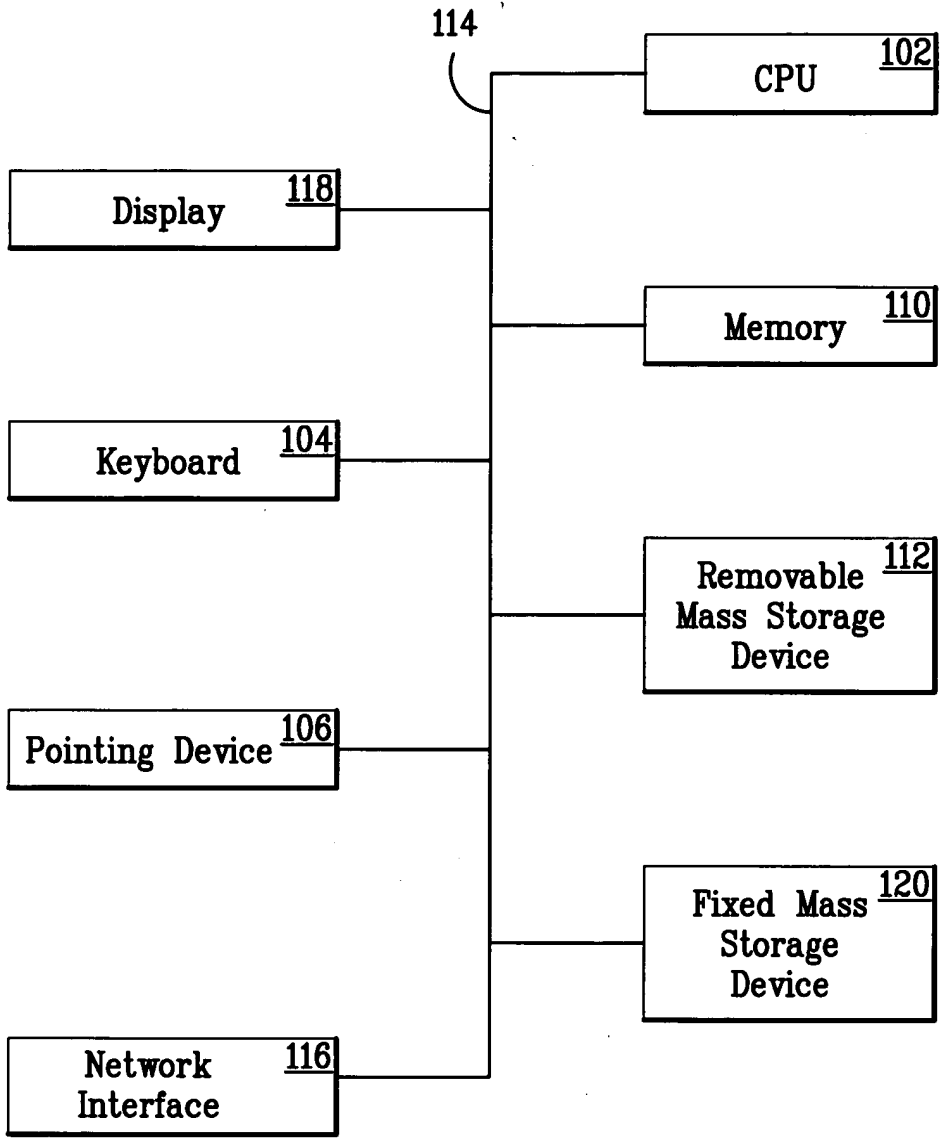 114
102
CPU
118
Display
110
Memory
104
Keyboard
112
Removable
Mass Storage
Device
106
Pointing Device
120
Fixed Mass
Storage
Device
116
Network
Interface